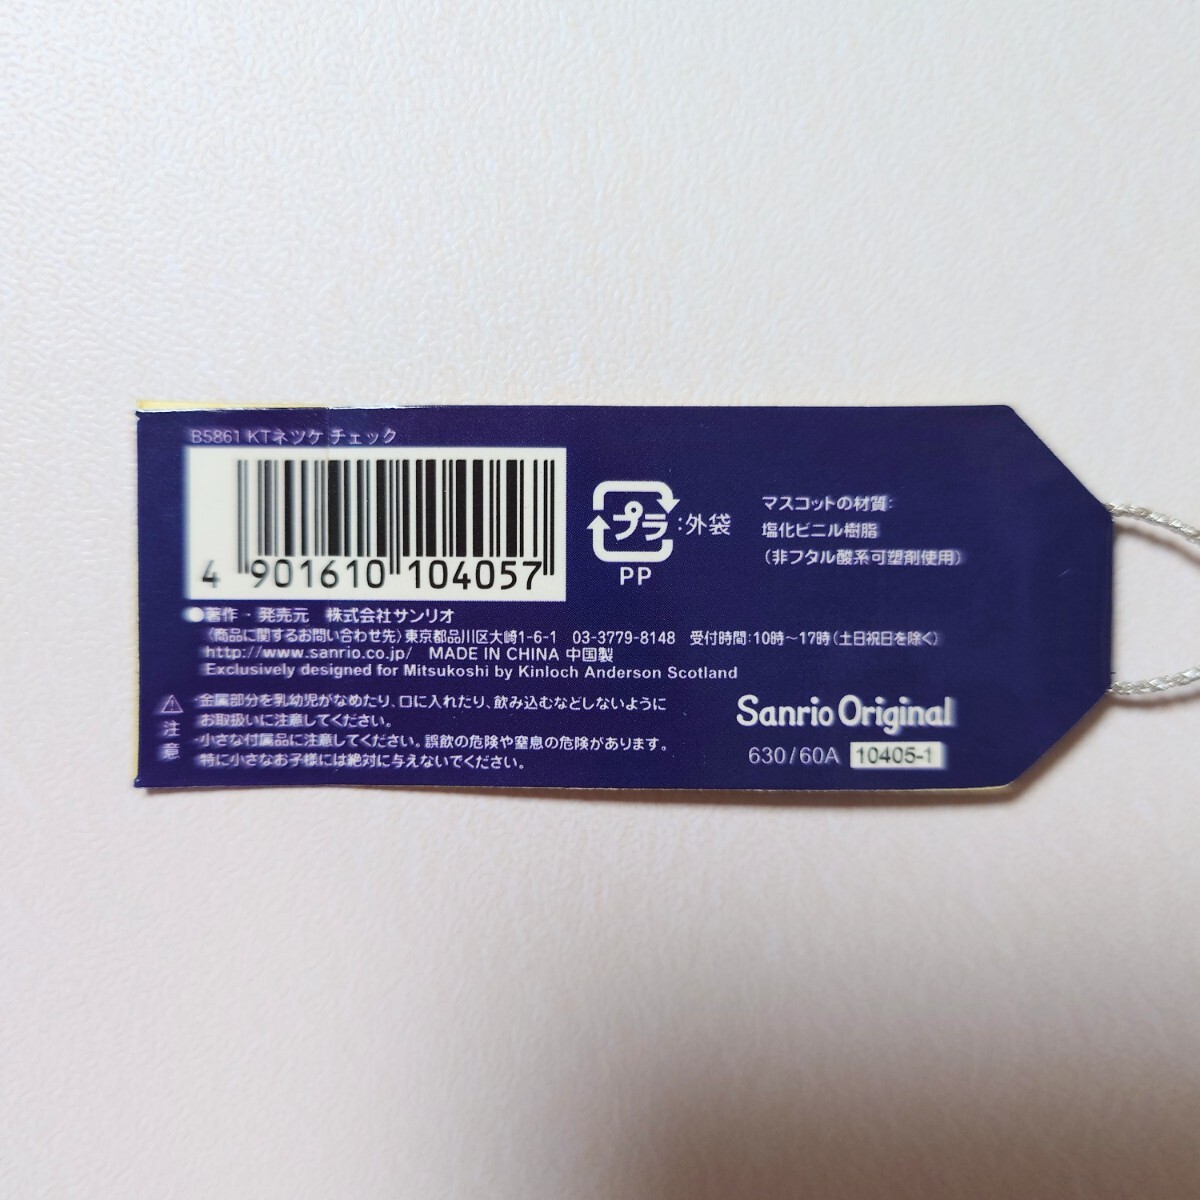 B5861 KTネツケ チェック
4 901610 104057
プラ :外袋
PP
マスコットの材質:
塩化ビニル樹脂
(非フタル酸系可塑剤使用)
●著作・発売元 株式会社サンリオ
〈商品に関するお問い合わせ先〉東京都品川区大崎1-6-1 03-3779-8148 受付時間:10時〜17時(土日祝日を除く)
http://www.sanrio.co.jp/ MADE IN CHINA 中国製
Exclusively designed for Mitsukoshi by Kinloch Anderson Scotland
⚠注意
・金属部分を乳幼児がなめたり、口に入れたり、飲み込むなどしないように
お取扱いに注意してください。
・小さな付属品に注意してください。誤飲の危険や窒息の危険があります。
特に小さなお子様には絶対に与えないでください。
Sanrio Original
630/60A 10405-1